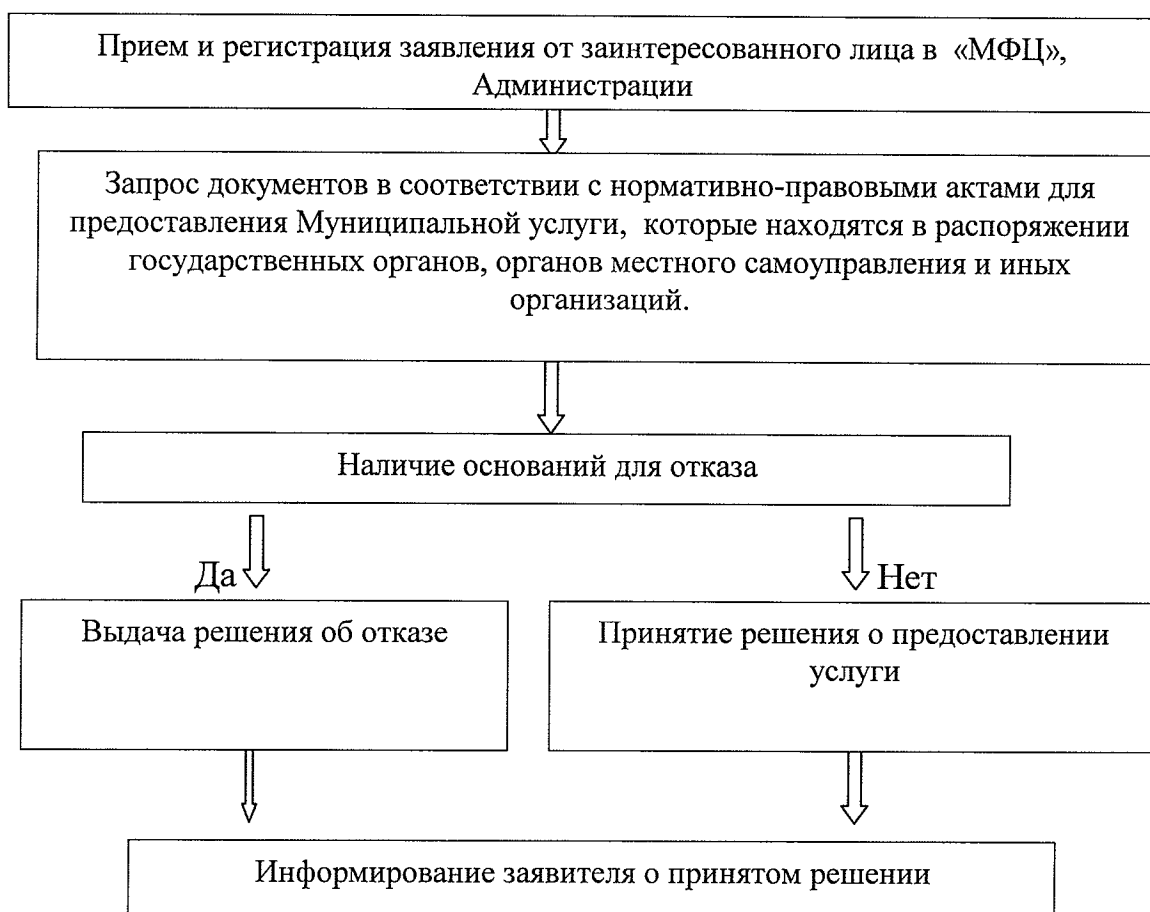 Прием и регистрация заявления от заинтересованного лица в «МФЦ»,
Администрации
Запрос документов в соответствии с нормативно-правовыми актами для
предоставления Муниципальной услуги, которые находятся в распоряжении
государственных органов, органов местного самоуправления и иных
организаций.
Наличие оснований для отказа
Да
Нет
Выдача решения об отказе
Принятие решения о предоставлении
услуги
Информирование заявителя о принятом решении